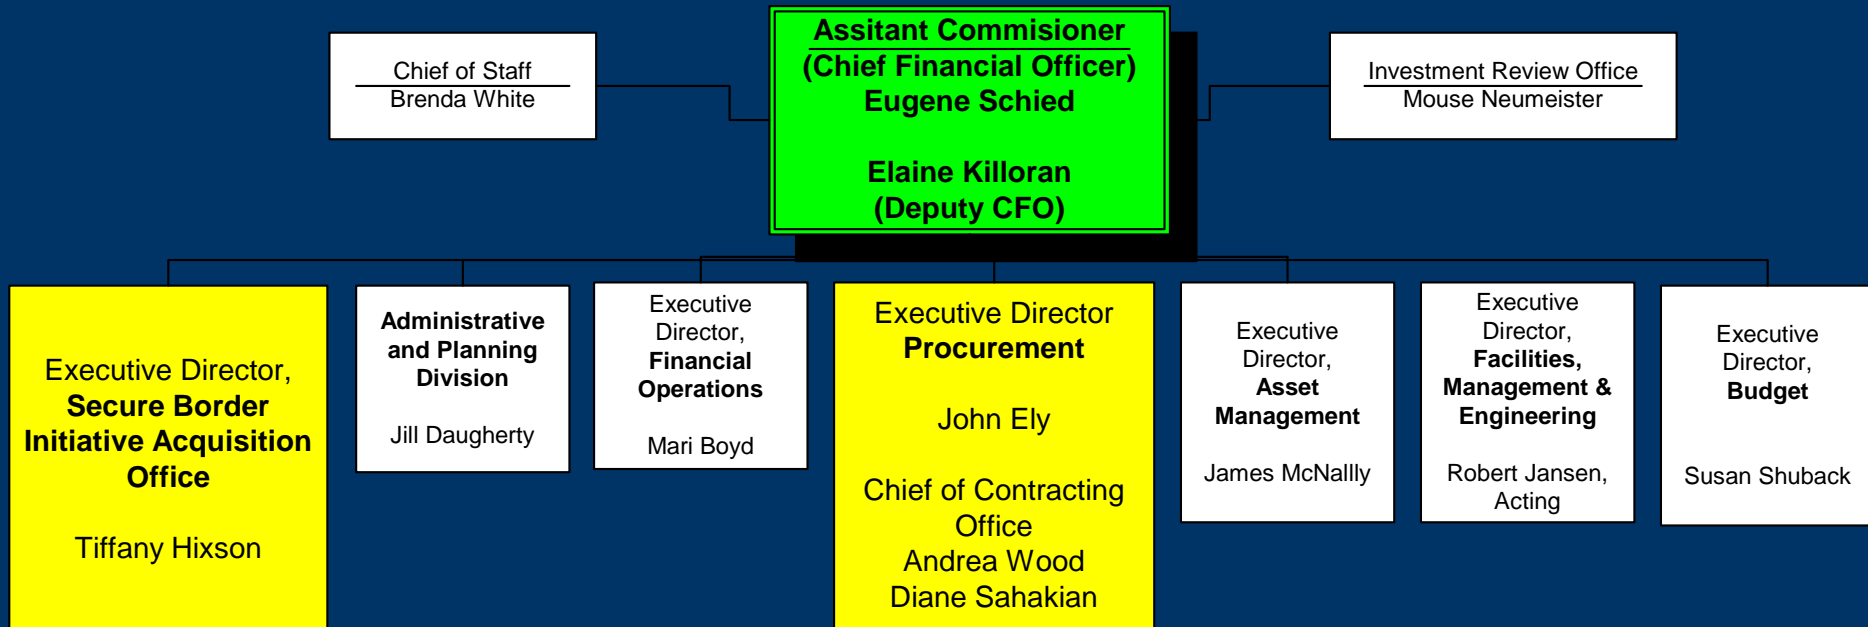 Chief of Staff
Brenda White
Assitant Commisioner
(Chief Financial Officer)
Eugene Schied
Elaine Killoran
(Deputy CFO)
Investment Review Office
Mouse Neumeister
Executive Director,
Secure Border
Initiative Acquisition
Office
Tiffany Hixson
Administrative
and Planning
Division
Jill Daugherty
Executive
Director,
Financial
Operations
Mari Boyd
Executive Director
Procurement
John Ely
Chief of Contracting
Office
Andrea Wood
Diane Sahakian
Executive
Director,
Asset
Management
James McNallly
Executive
Director,
Facilities,
Management &
Engineering
Robert Jansen,
Acting
Executive
Director,
Budget
Susan Shuback